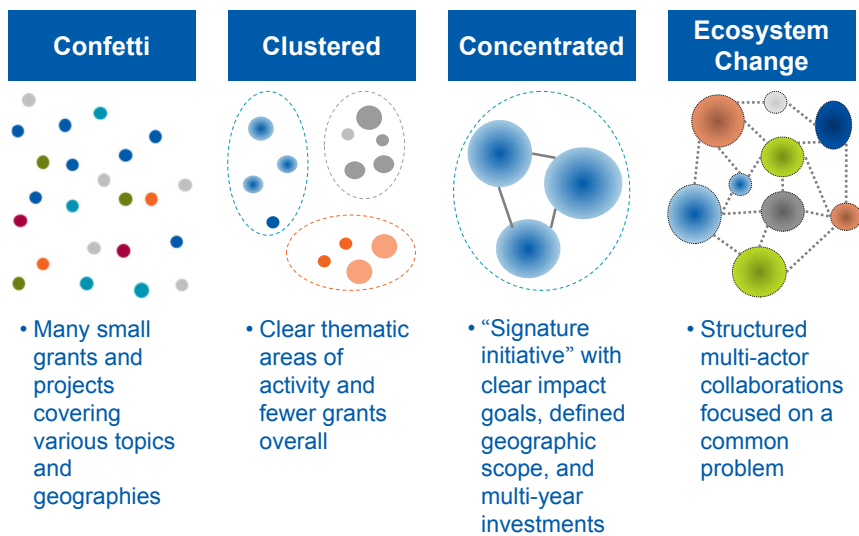 Confetti
Clustered
Concentrated
Ecosystem
Change
• Many small
grants and
projects
covering
various topics
and
geographies
• Clear thematic
areas of
activity and
fewer grants
overall
• “Signature
initiative” with
clear impact
goals, defined
geographic
scope, and
multi-year
investments
• Structured
multi-actor
collaborations
focused on a
common
problem